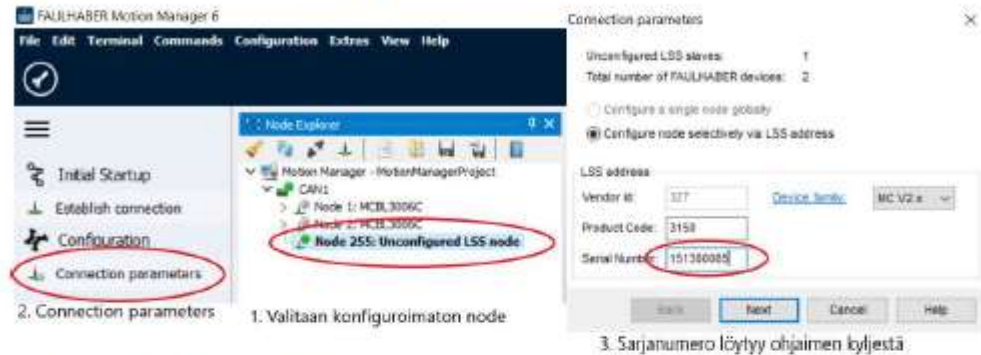 FAULHABER Motion Manager 6
File Edit Terminal Commands Configuration Extras View Help
Initial Startup
Establish connection
Configuration
Connection parameters
2. Connection parameters
Node Explorer
Motion Manager - MotionManagerProject
CAN1
Node 1: MCBL3006C
Node 2: MCBL3006C
Node 255: Unconfigured LSS node
1. Valitaan konfiguroimaton node
Connection parameters
Unconfigured LSS slaves: 1
Total number of FAULHABER devices: 2
Configure a single node globally
Configure node selectively via LSS address
LSS address
Vendor Id: 327 Device family: MC V2.x
Product Code: 3150
Serial Number: 151300085
Back Next Cancel Help
3. Sarjanumero löytyy ohjaimen kyljestä